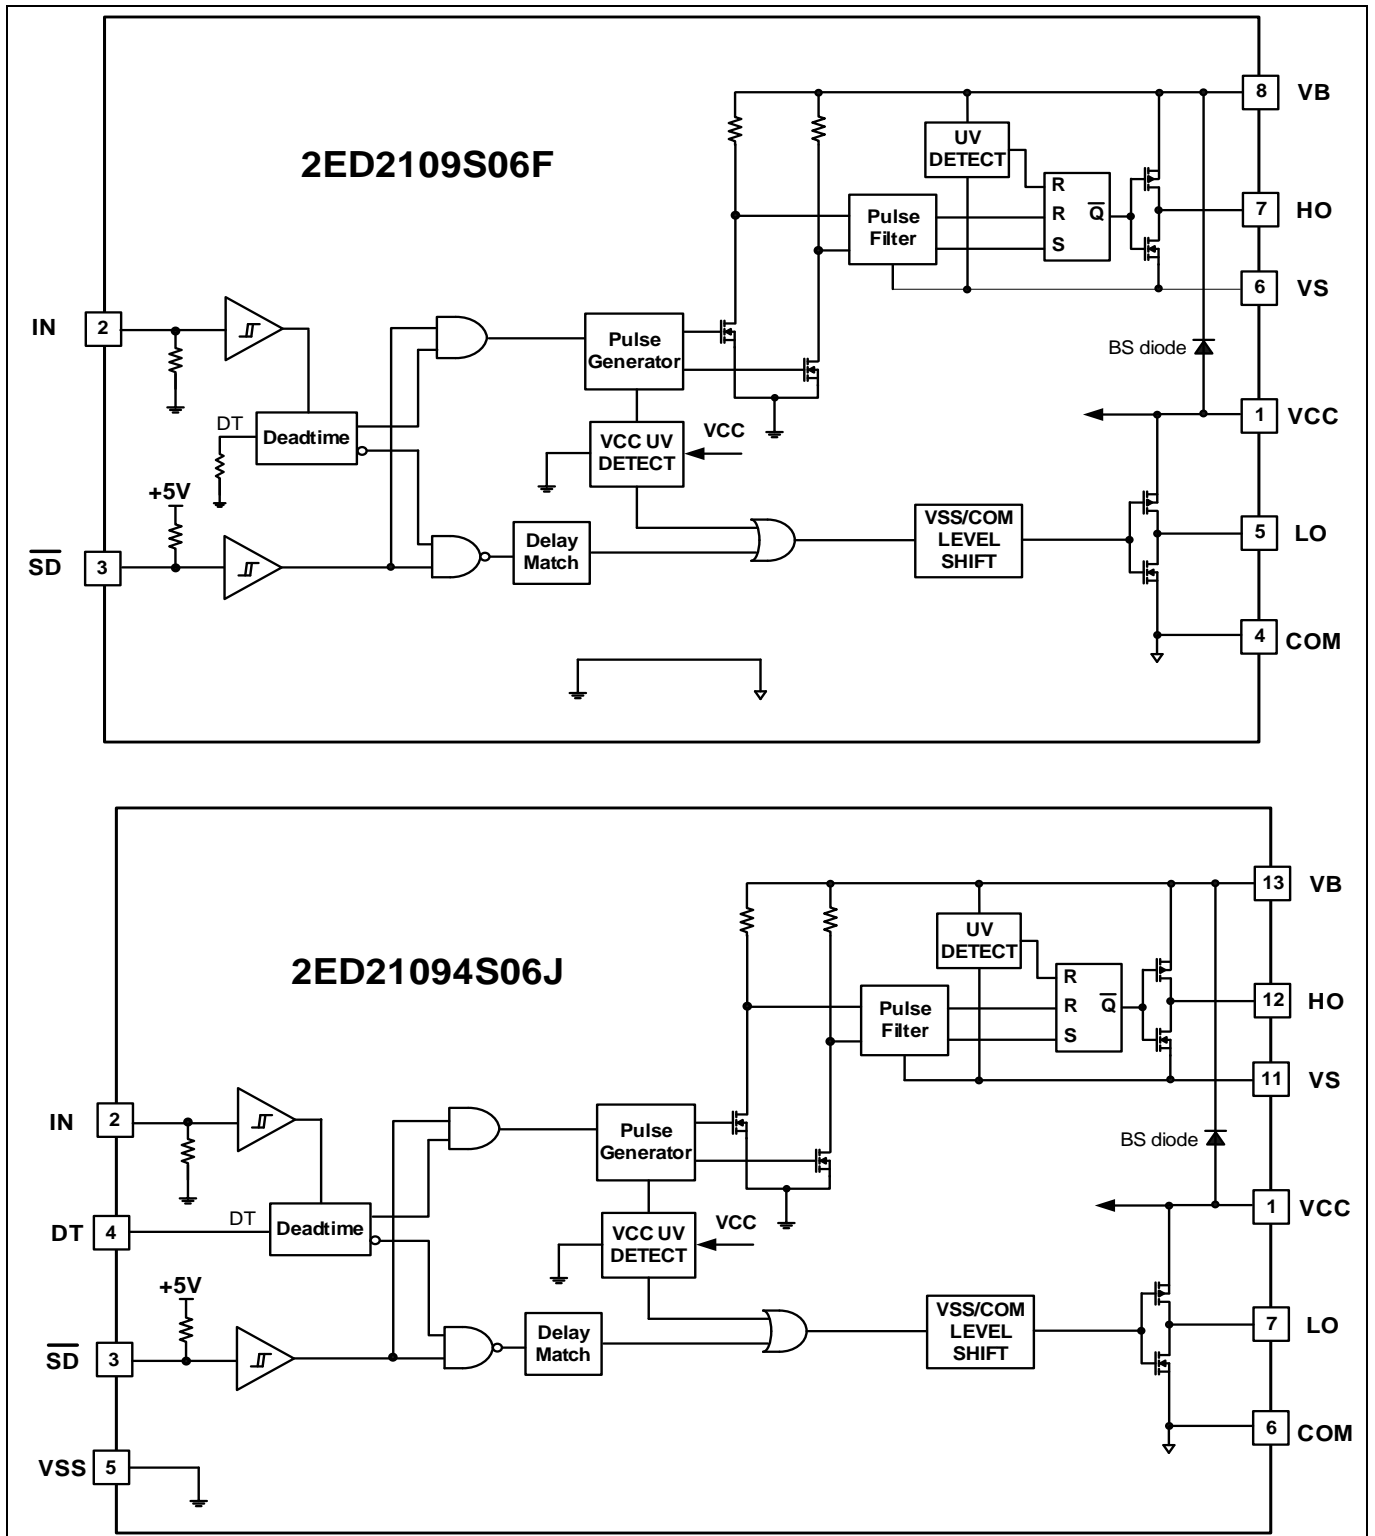 2ED2109S06F
8 VB
UV
DETECT
R
R Q̅
S
Pulse
Filter
7 HO
6 VS
IN 2
Pulse
Generator
BS diode
DT
Deadtime
VCC UV
DETECT
VCC
1 VCC
+5V
S̅D̅ 3
Delay
Match
VSS/COM
LEVEL
SHIFT
5 LO
4 COM
2ED21094S06J
13 VB
UV
DETECT
R
R Q̅
S
Pulse
Filter
12 HO
11 VS
IN 2
Pulse
Generator
BS diode
DT 4
DT
Deadtime
VCC UV
DETECT
VCC
1 VCC
+5V
S̅D̅ 3
Delay
Match
VSS/COM
LEVEL
SHIFT
7 LO
6 COM
VSS 5